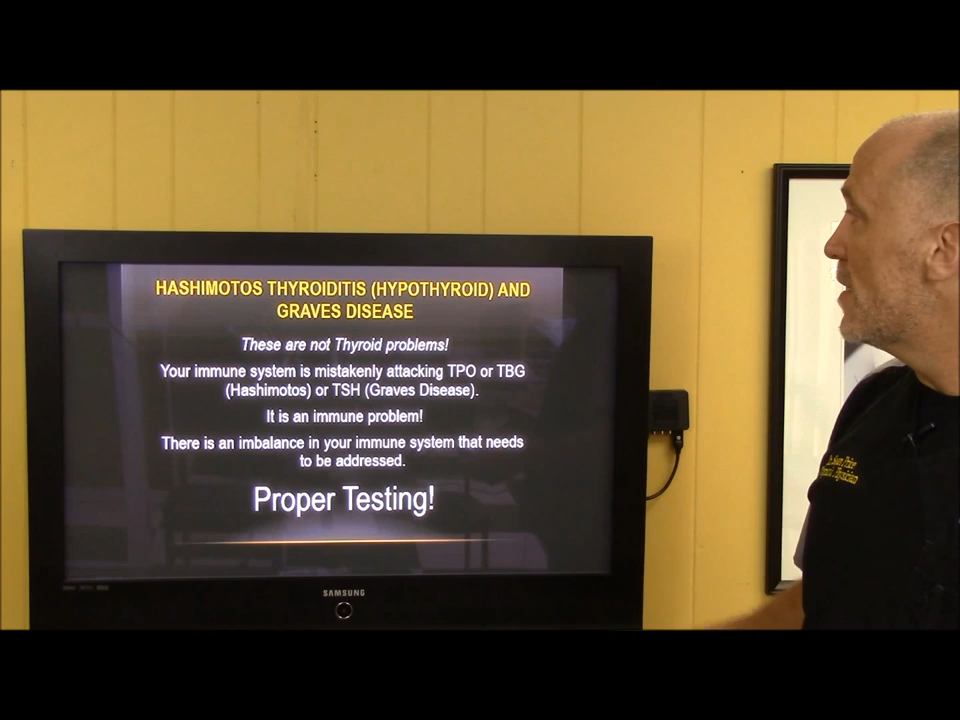 HASHIMOTOS THYROIDITIS (HYPOTHYROID) AND
GRAVES DISEASE
These are not Thyroid problems!
Your immune system is mistakenly attacking TPO or TBG
(Hashimotos) or TSH (Graves Disease).
It is an immune problem!
There is an imbalance in your immune system that needs
to be addressed.
Proper Testing!
SAMSUNG
Physician